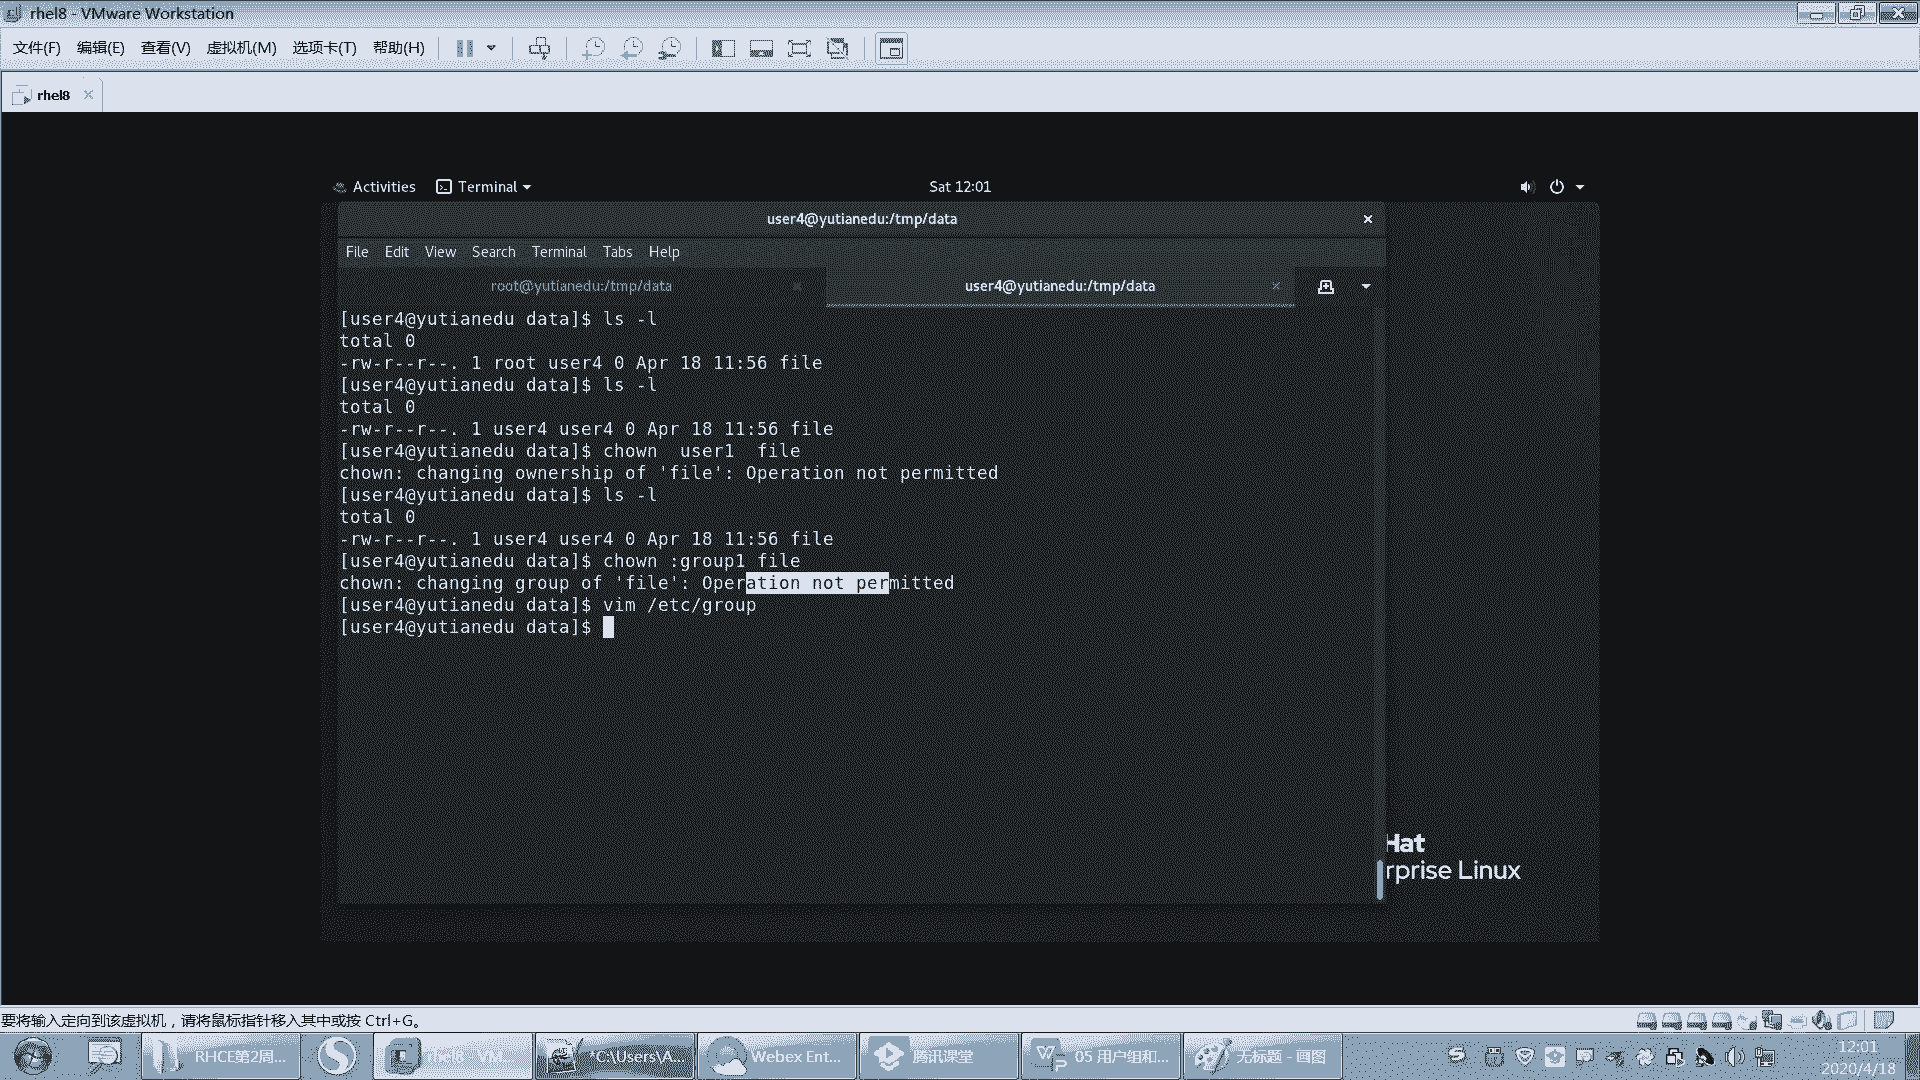 rhel8 - VMware Workstation
文件(F) 编辑(E) 查看(V) 虚拟机(M) 选项卡(T) 帮助(H)
rhel8
Activities Terminal Sat 12:01
user4@yutianedu:/tmp/data
File Edit View Search Terminal Tabs Help
root@yutianedu:/tmp/data user4@yutianedu:/tmp/data
[user4@yutianedu data]$ ls -l
total 0
-rw-r--r--. 1 root user4 0 Apr 18 11:56 file
[user4@yutianedu data]$ ls -l
total 0
-rw-r--r--. 1 user4 user4 0 Apr 18 11:56 file
[user4@yutianedu data]$ chown  user1  file
chown: changing ownership of 'file': Operation not permitted
[user4@yutianedu data]$ ls -l
total 0
-rw-r--r--. 1 user4 user4 0 Apr 18 11:56 file
[user4@yutianedu data]$ chown :group1 file
chown: changing group of 'file': Operation not permitted
[user4@yutianedu data]$ vim /etc/group
[user4@yutianedu data]$
Hat
rprise Linux
要将输入定向到该虚拟机，请将鼠标指针移入其中或按 Ctrl+G。
RHCE第2周... rhel8 - VM... *C:\Users\A... Webex Ent... 腾讯课堂 05 用户组和... 无标题 - 画图 12:01
2020/4/18